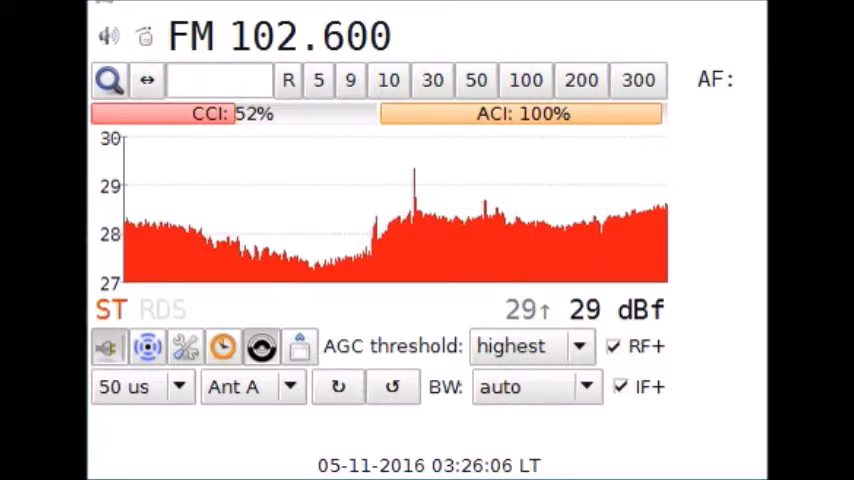 FM 102.600
R 5 9 10 30 50 100 200 300 AF:
CCI: 52% ACI: 100%
30
29
28
27
ST RDS 29↑ 29 dBf
AGC threshold: highest RF+
50 us Ant A ↻ ↺ BW: auto IF+
05-11-2016 03:26:06 LT